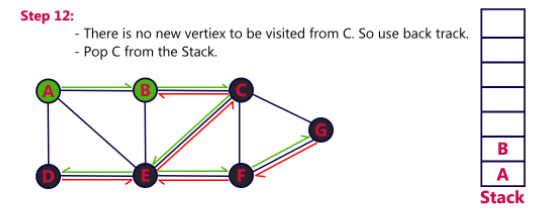 Step 12:
- There is no new vertiex to be visited from C. So use back track.
- Pop C from the Stack.
A B C
G
D E F
B
A
Stack